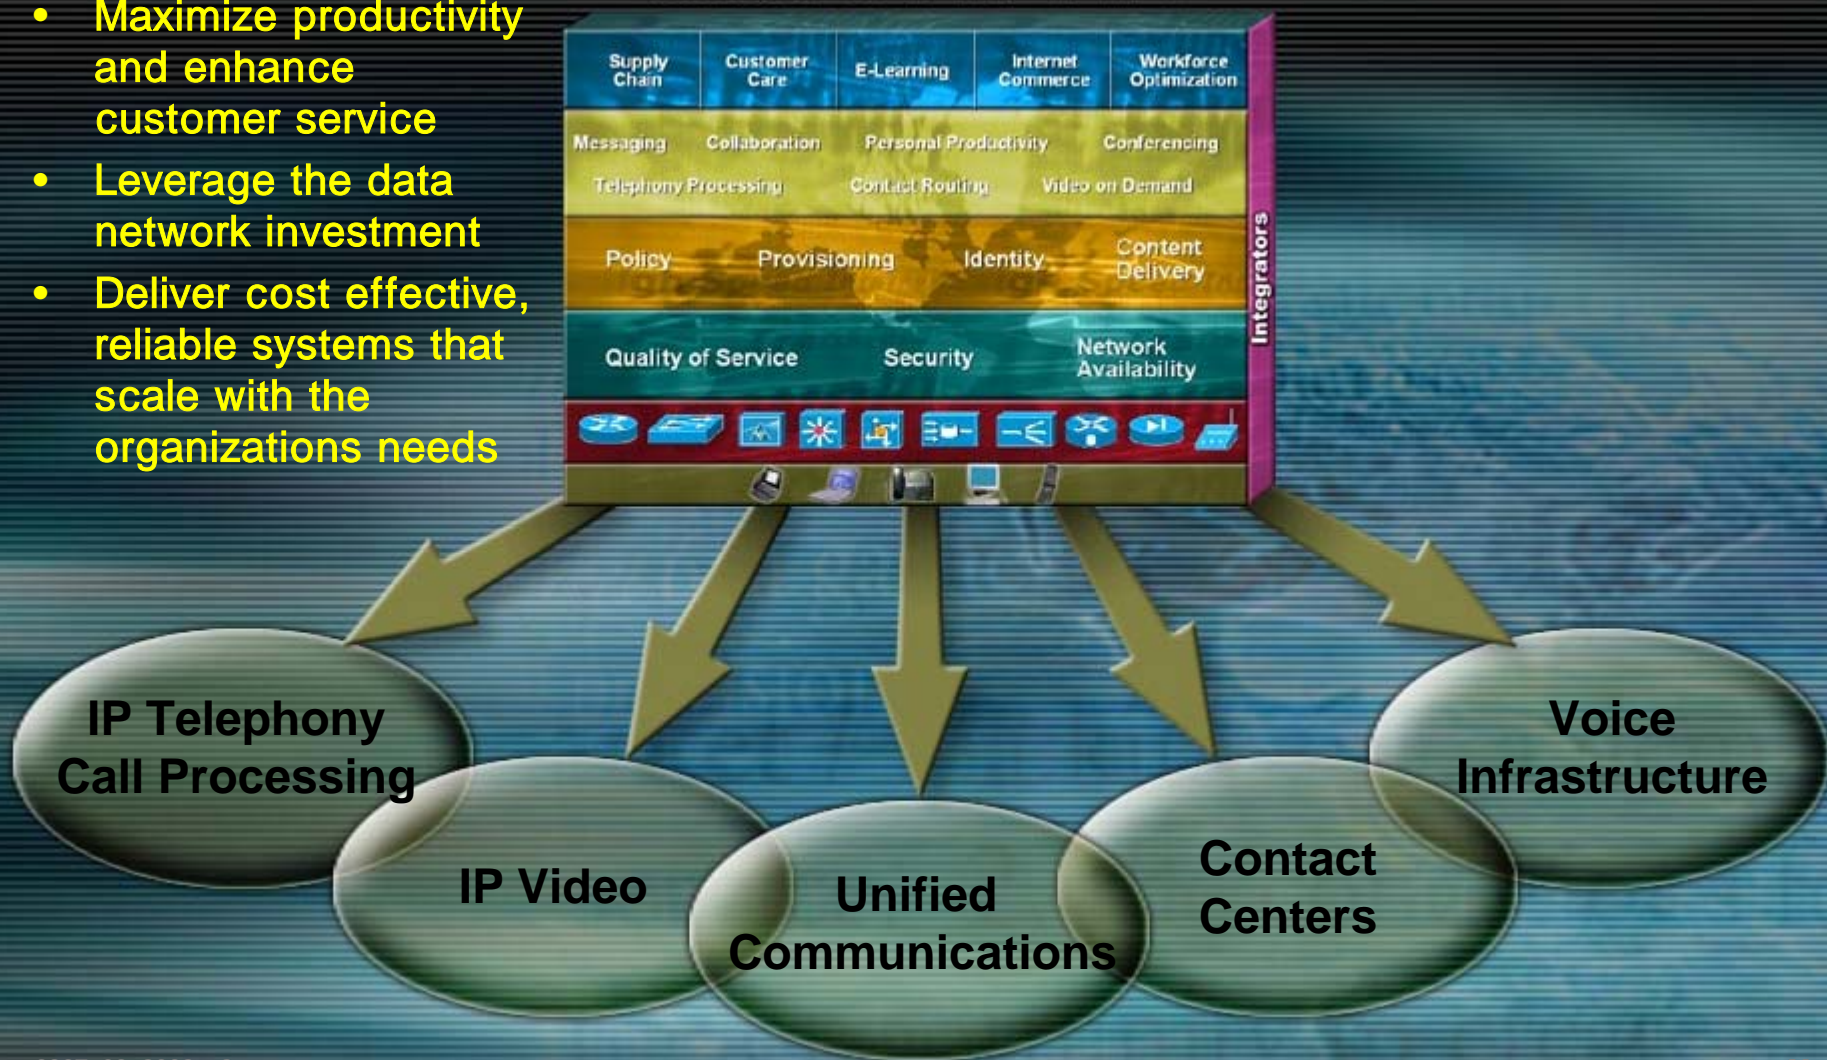 • Maximize productivity
and enhance
customer service
• Leverage the data
network investment
• Deliver cost effective,
reliable systems that
scale with the
organizations needs
Supply
Chain
Customer
Care
E-Learning
Internet
Commerce
Workforce
Optimization
Messaging Collaboration Personal Productivity Conferencing
Telephony Processing Contact Routing Video on Demand
Policy Provisioning Identity Content
Delivery
Quality of Service Security Network
Availability
Integrators
IP Telephony
Call Processing
IP Video
Unified
Communications
Contact
Centers
Voice
Infrastructure